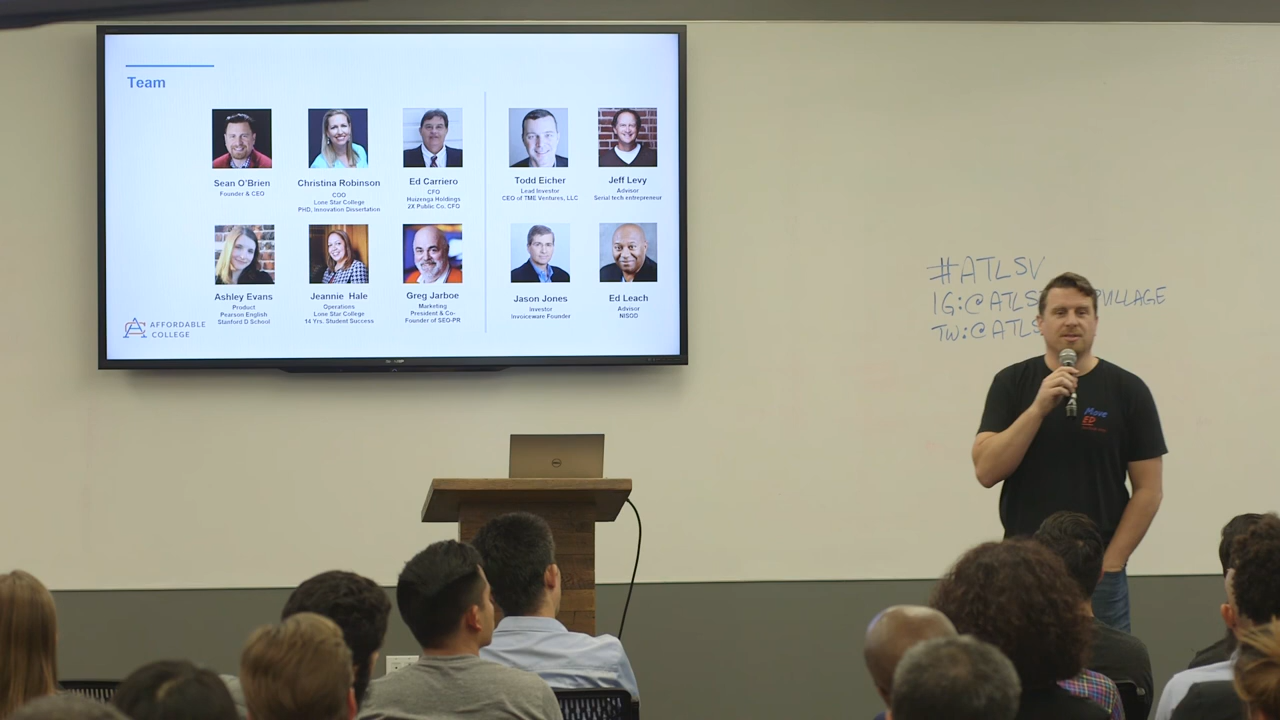 Team
Sean O'Brien
Founder & CEO
Christina Robinson
COO
Lone Star College
PHD, Innovation Dissertation
Ed Carriero
CFO
Huizenga Holdings
2X Public Co. CFO
Todd Eicher
Lead Investor
CEO of TME Ventures, LLC
Jeff Levy
Advisor
Serial tech entrepreneur
Ashley Evans
Product
Pearson English
Stanford D School
Jeannie Hale
Operations
Lone Star College
14 Yrs. Student Success
Greg Jarboe
Marketing
President & Co-
Founder of SEO-PR
Jason Jones
Investor
Invoiceware Founder
Ed Leach
Advisor
NISOD
AFFORDABLE
COLLEGE
#ATLSV
IG:@ATLS PVILLAGE
TW:@ATLS
Move
ED
DELL